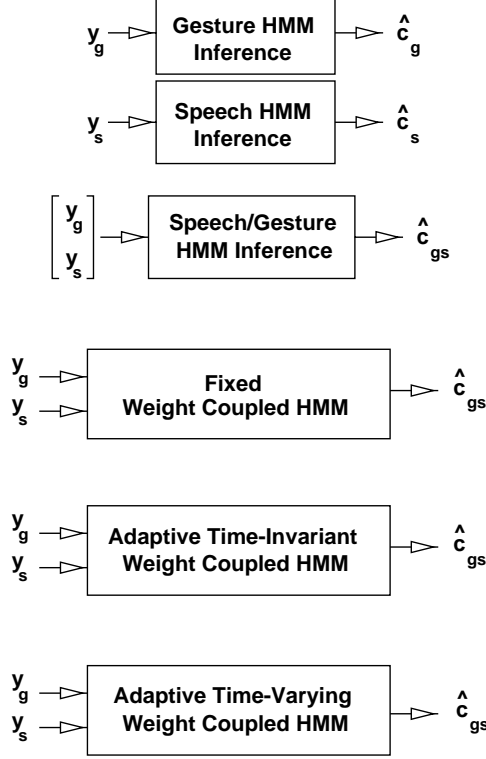 y_g Gesture HMM Inference ĉ_g
y_s Speech HMM Inference ĉ_s
[y_g y_s] Speech/Gesture HMM Inference ĉ_gs
y_g
y_s
Fixed
Weight Coupled HMM
ĉ_gs
y_g
y_s
Adaptive Time-Invariant
Weight Coupled HMM
ĉ_gs
y_g
y_s
Adaptive Time-Varying
Weight Coupled HMM
ĉ_gs